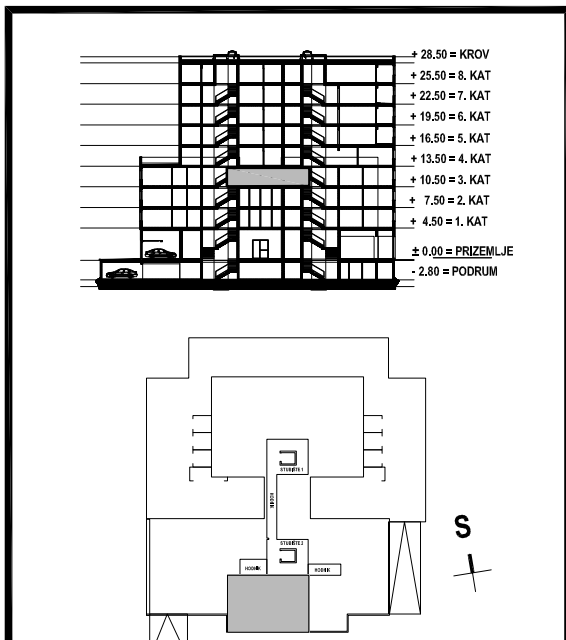 + 28.50 = KROV
+ 25.50 = 8. KAT
+ 22.50 = 7. KAT
+ 19.50 = 6. KAT
+ 16.50 = 5. KAT
+ 13.50 = 4. KAT
+ 10.50 = 3. KAT
+ 7.50 = 2. KAT
+ 4.50 = 1. KAT
± 0.00 = PRIZEMLJE
- 2.80 = PODRUM
STUBIŠTE 1
HODNIK
STUBIŠTE 2
HODNIK
HODNIK
S